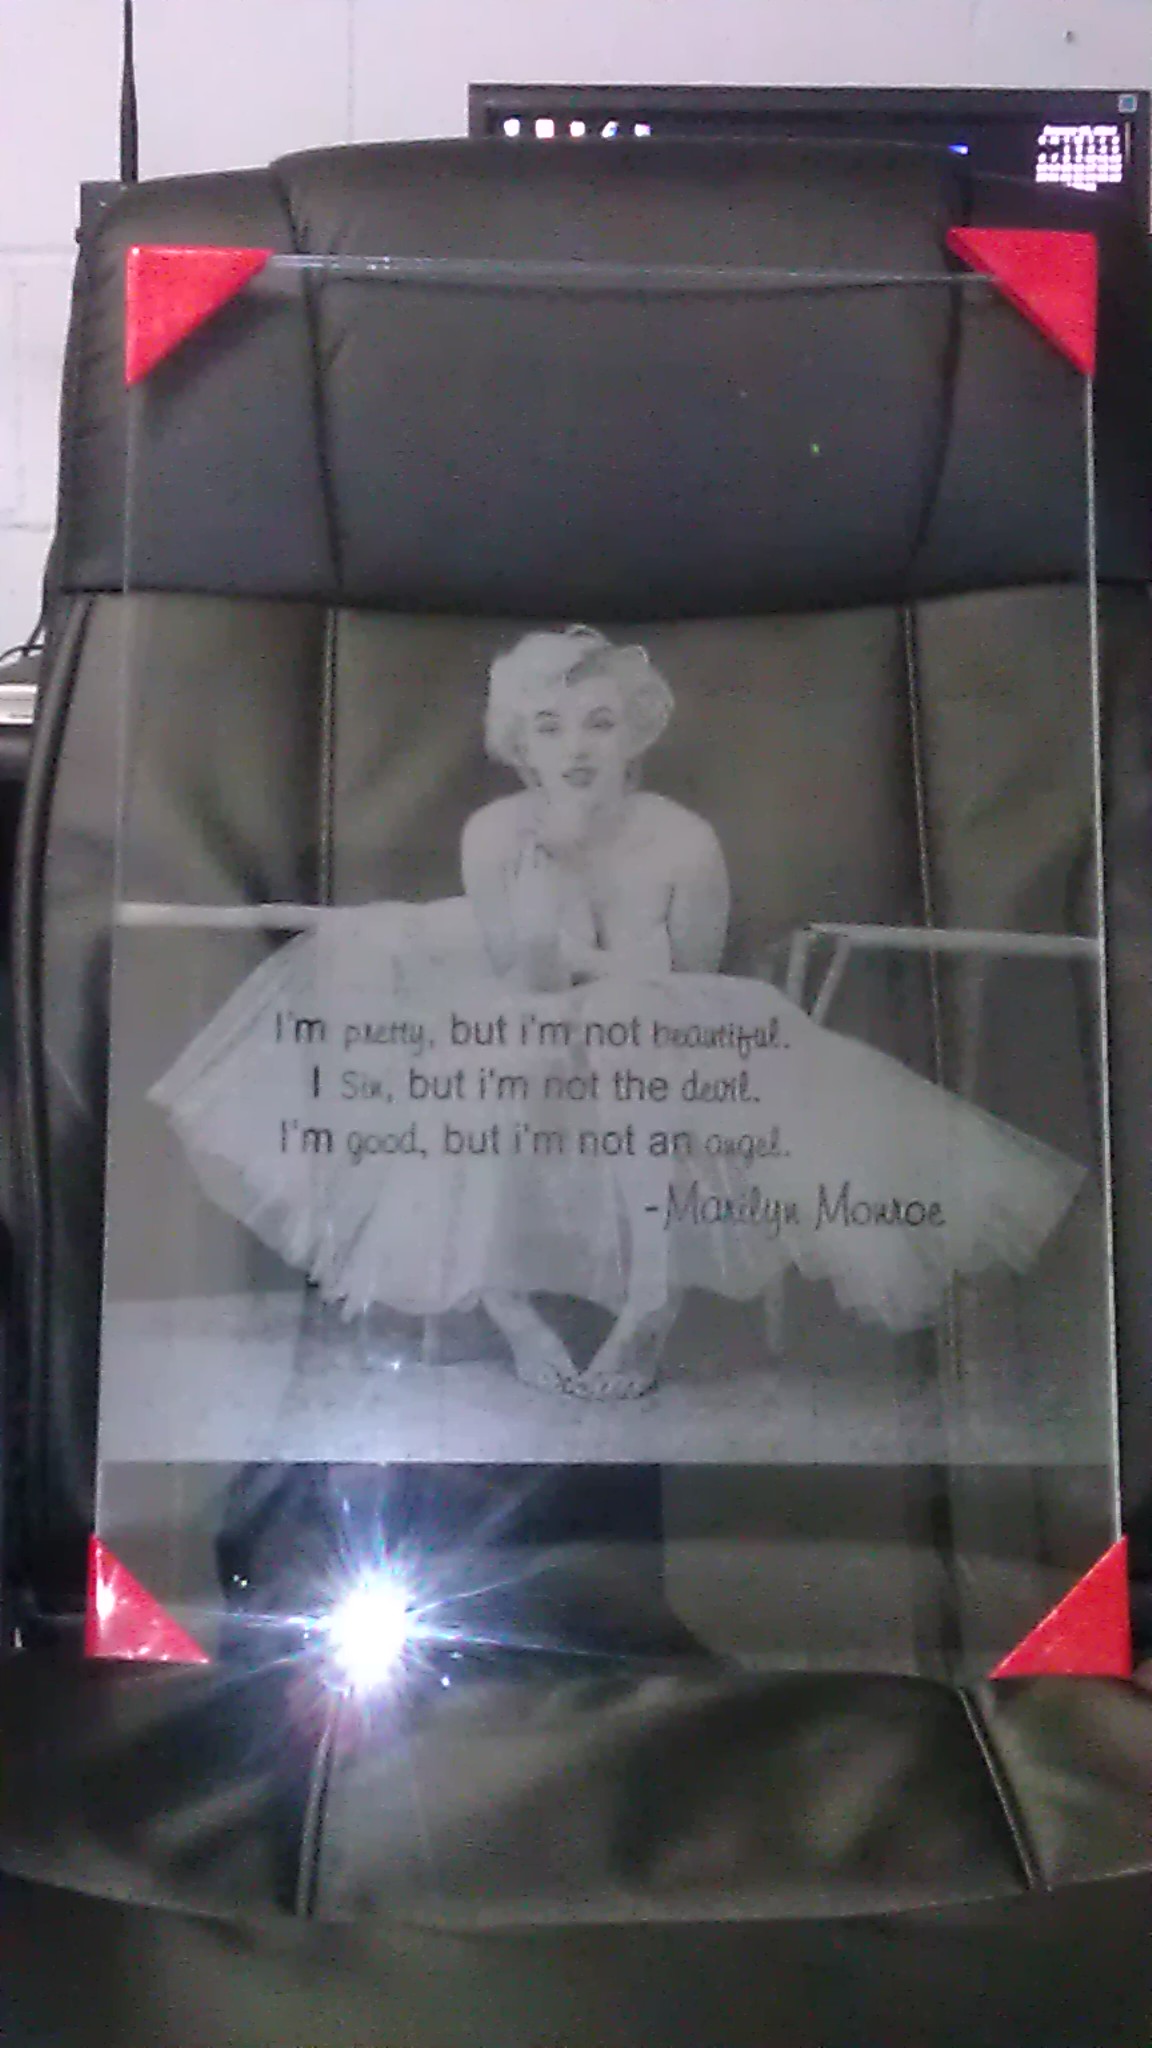 I'm pretty, but i'm not beautiful.
I Sin, but i'm not the devil.
I'm good, but i'm not an angel.
-Marilyn Monroe